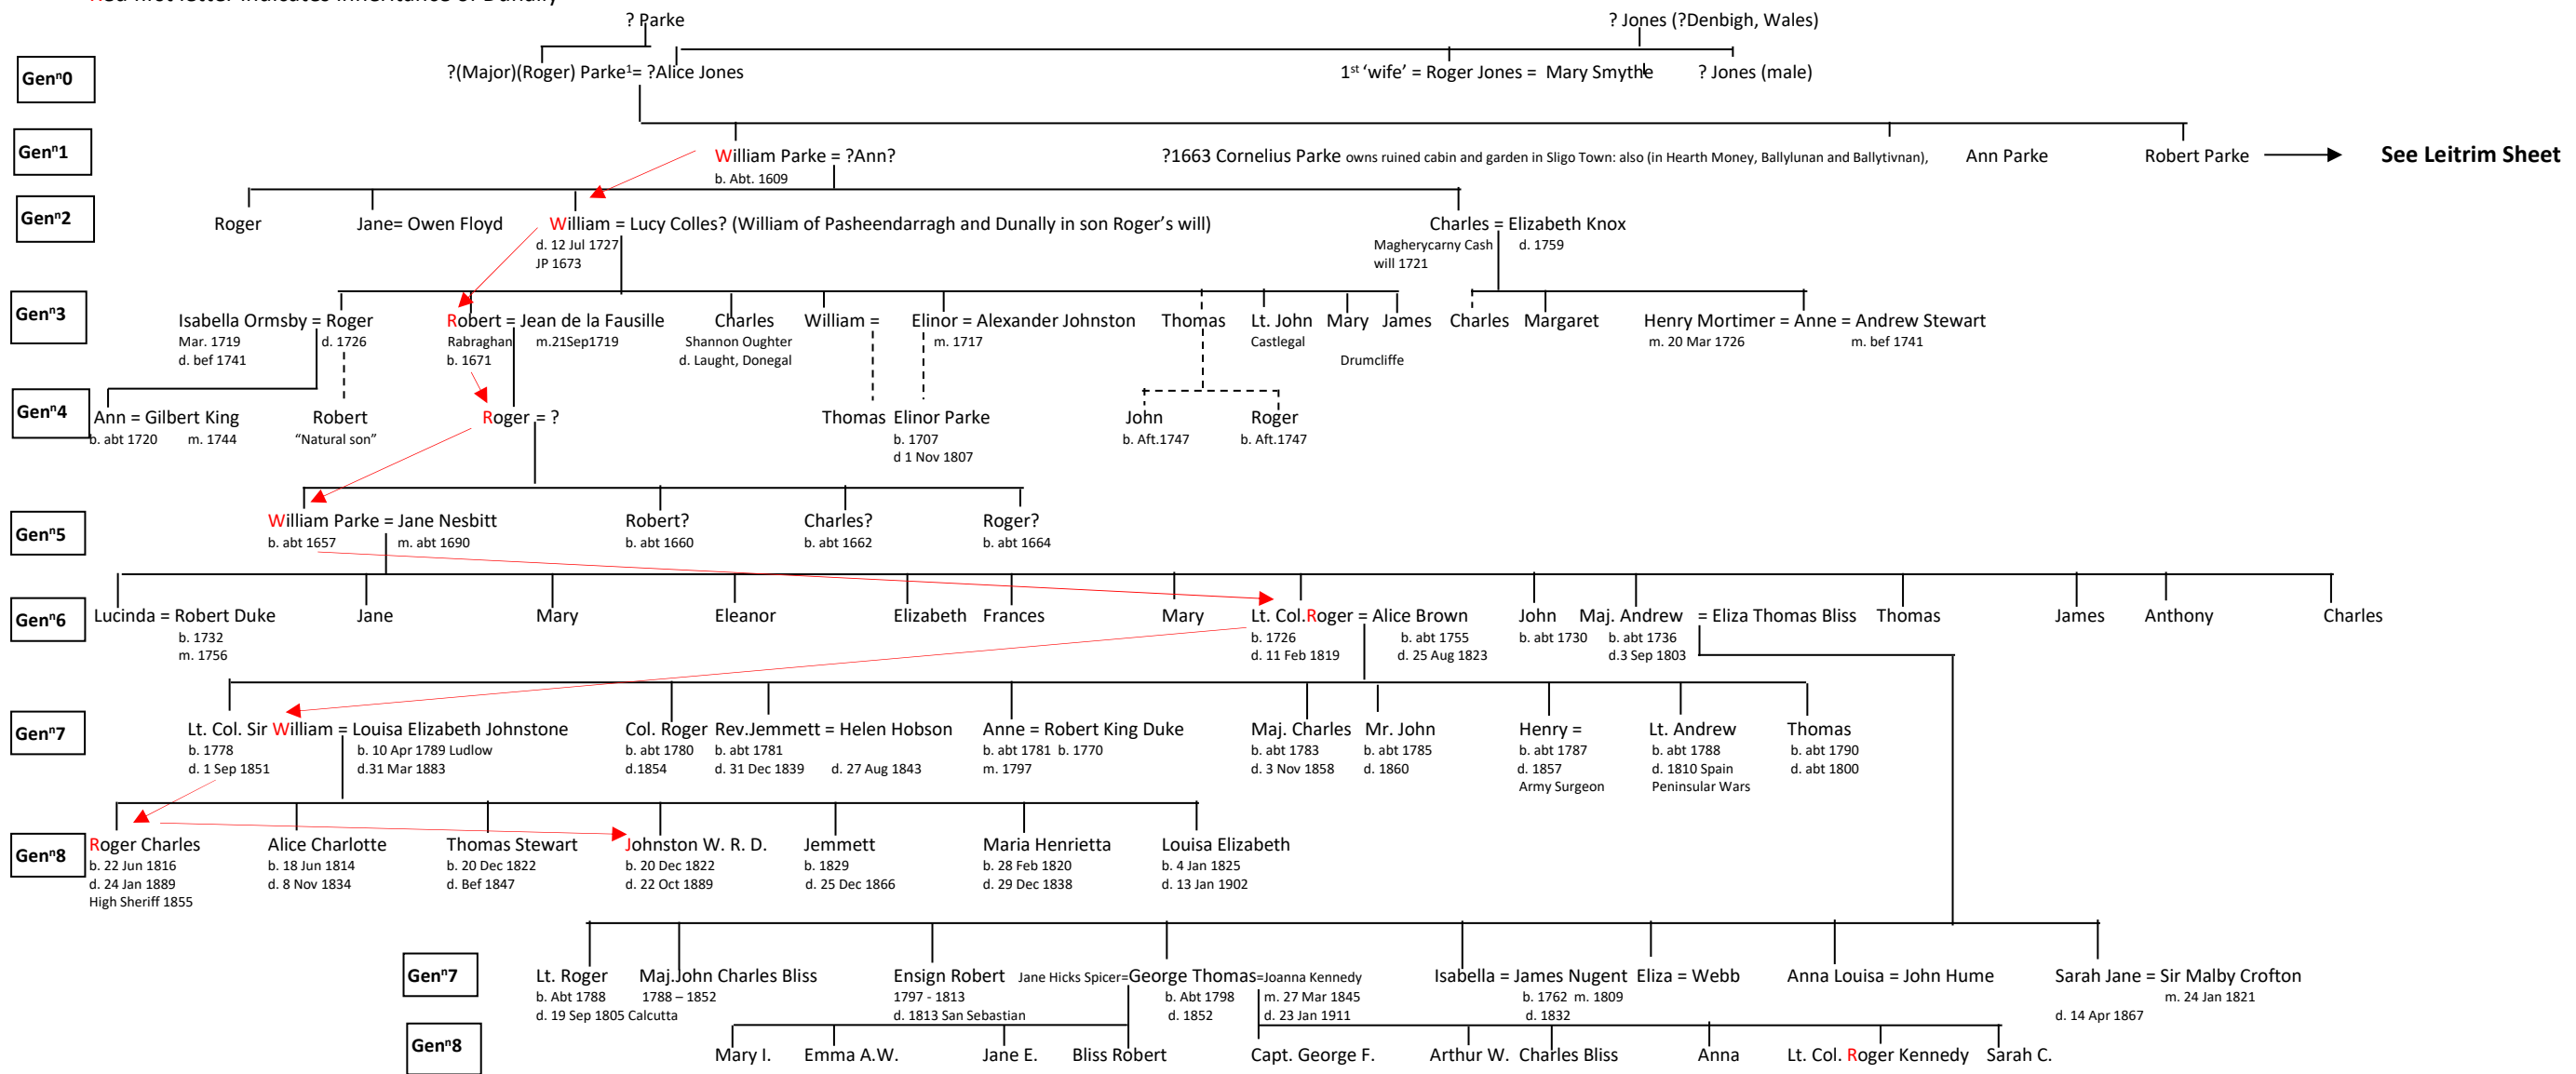 Red first letter indicates inheritance of Dunally
? Parke
? Jones (?Denbigh, Wales)
Genⁿ0
?(Major)(Roger) Parke¹= ?Alice Jones
1st ‘wife’ = Roger Jones = Mary Smythe
? Jones (male)
Genⁿ1
William Parke = ?Ann?
?1663 Cornelius Parke owns ruined cabin and garden in Sligo Town: also (in Hearth Money, Ballylunan and Ballytivnan),
Ann Parke
Robert Parke
See Leitrim Sheet
b. Abt. 1609
Genⁿ2
Roger
Jane= Owen Floyd
William = Lucy Colles? (William of Pasheendarragh and Dunally in son Roger’s will)
Charles = Elizabeth Knox
d. 12 Jul 1727
Magherycarny Cash
d. 1759
JP 1673
will 1721
Genⁿ3
Isabella Ormsby = Roger
Robert = Jean de la Fausille
Charles
William =
Elinor = Alexander Johnston
Thomas
Lt. John
Mary
James
Charles
Margaret
Henry Mortimer = Anne = Andrew Stewart
Mar. 1719
d. 1726
Rabraghan
m.21Sep1719
Shannon Oughter
m. 1717
Castlegal
m. 20 Mar 1726
m. bef 1741
d. bef 1741
b. 1671
d. Laught, Donegal
Drumcliffe
Genⁿ4
Ann = Gilbert King
Robert
Roger = ?
Thomas
Elinor Parke
John
Roger
b. abt 1720
m. 1744
“Natural son”
b. 1707
b. Aft.1747
b. Aft.1747
d 1 Nov 1807
Genⁿ5
William Parke = Jane Nesbitt
Robert?
Charles?
Roger?
b. abt 1657
m. abt 1690
b. abt 1660
b. abt 1662
b. abt 1664
Genⁿ6
Lucinda = Robert Duke
Jane
Mary
Eleanor
Elizabeth
Frances
Mary
Lt. Col.Roger = Alice Brown
John
Maj. Andrew = Eliza Thomas Bliss
Thomas
James
Anthony
Charles
b. 1732
b. 1726
b. abt 1755
b. abt 1730
b. abt 1736
m. 1756
d. 11 Feb 1819
d. 25 Aug 1823
d.3 Sep 1803
Genⁿ7
Lt. Col. Sir William = Louisa Elizabeth Johnstone
Col. Roger
Rev.Jemmett = Helen Hobson
Anne = Robert King Duke
Maj. Charles
Mr. John
Henry =
Lt. Andrew
Thomas
b. 1778
b. 10 Apr 1789 Ludlow
b. abt 1780
b. abt 1781
b. abt 1781
b. 1770
b. abt 1783
b. abt 1785
b. abt 1787
b. abt 1788
b. abt 1790
d. 1 Sep 1851
d.31 Mar 1883
d.1854
d. 31 Dec 1839
d. 27 Aug 1843
m. 1797
d. 3 Nov 1858
d. 1860
d. 1857
d. 1810 Spain
d. abt 1800
Army Surgeon
Peninsular Wars
Genⁿ8
Roger Charles
Alice Charlotte
Thomas Stewart
Johnston W. R. D.
Jemmett
Maria Henrietta
Louisa Elizabeth
b. 22 Jun 1816
b. 18 Jun 1814
b. 20 Dec 1822
b. 20 Dec 1822
b. 1829
b. 28 Feb 1820
b. 4 Jan 1825
d. 24 Jan 1889
d. 8 Nov 1834
d. Bef 1847
d. 22 Oct 1889
d. 25 Dec 1866
d. 29 Dec 1838
d. 13 Jan 1902
High Sheriff 1855
Genⁿ7
Lt. Roger
Maj.John Charles Bliss
Ensign Robert
Jane Hicks Spicer=George Thomas=Joanna Kennedy
Isabella = James Nugent
Eliza = Webb
Anna Louisa = John Hume
Sarah Jane = Sir Malby Crofton
b. Abt 1788
1788 – 1852
1797 - 1813
b. Abt 1798
m. 27 Mar 1845
b. 1762 m. 1809
m. 24 Jan 1821
d. 19 Sep 1805 Calcutta
d. 1813 San Sebastian
d. 1852
d. 23 Jan 1911
d. 1832
d. 14 Apr 1867
Genⁿ8
Mary I.
Emma A.W.
Jane E.
Bliss Robert
Capt. George F.
Arthur W.
Charles Bliss
Anna
Lt. Col. Roger Kennedy
Sarah C.